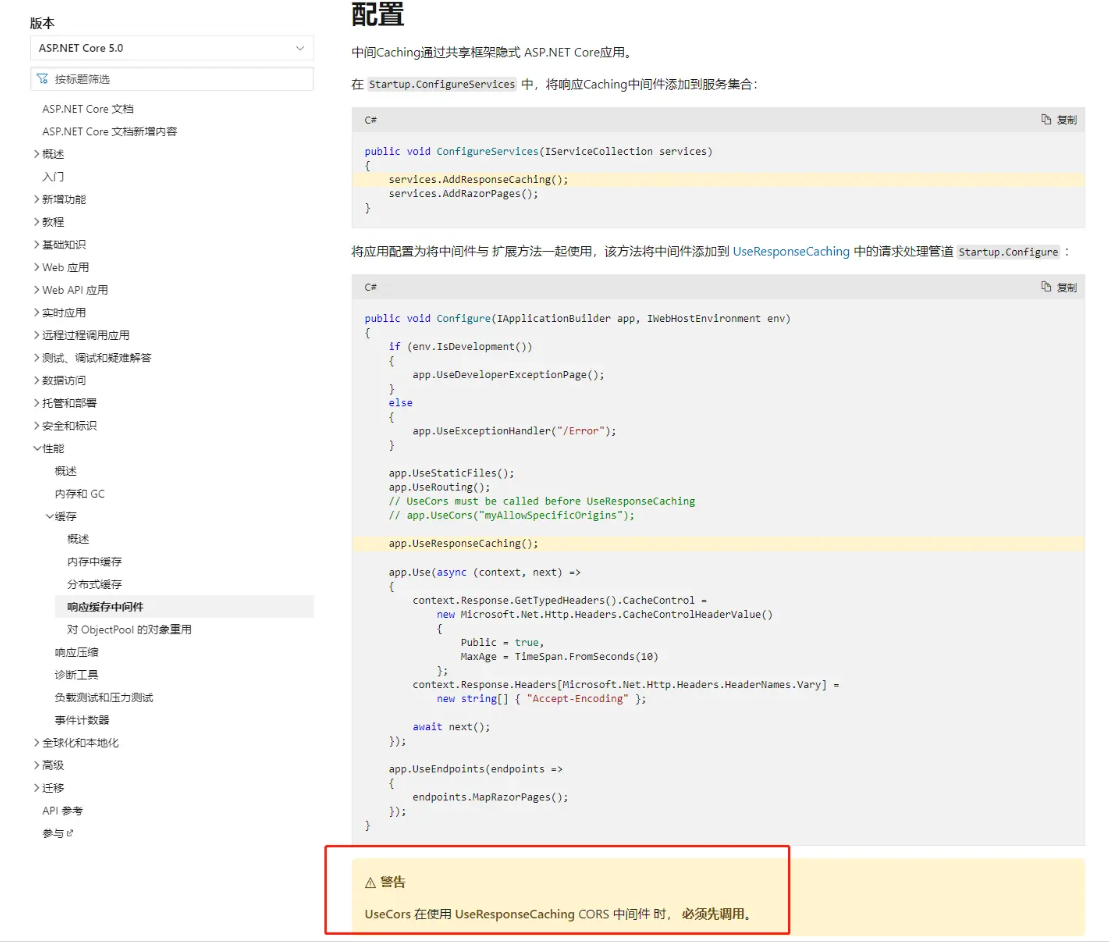 版本
ASP.NET Core 5.0
按标题筛选
ASP.NET Core 文档
ASP.NET Core 文档新增内容
概述
入门
新增功能
教程
基础知识
Web 应用
Web API 应用
实时应用
远程过程调用应用
测试、调试和疑难解答
数据访问
托管和部署
安全和标识
性能
概述
内存和 GC
缓存
概述
内存中缓存
分布式缓存
响应缓存中间件
对 ObjectPool 的对象重用
响应压缩
诊断工具
负载测试和压力测试
事件计数器
全球化和本地化
高级
迁移
API 参考
参与
配置
中间Caching通过共享框架隐式 ASP.NET Core应用。
在 Startup.ConfigureServices 中，将响应Caching中间件添加到服务集合：
C# 复制
public void ConfigureServices(IServiceCollection services)
{
    services.AddResponseCaching();
    services.AddRazorPages();
}
将应用配置为将中间件与 扩展方法一起使用，该方法将中间件添加到 UseResponseCaching 中的请求处理管道 Startup.Configure ：
C# 复制
public void Configure(IApplicationBuilder app, IWebHostEnvironment env)
{
    if (env.IsDevelopment())
    {
        app.UseDeveloperExceptionPage();
    }
    else
    {
        app.UseExceptionHandler("/Error");
    }
    app.UseStaticFiles();
    app.UseRouting();
    // UseCors must be called before UseResponseCaching
    // app.UseCors("myAllowSpecificOrigins");
    app.UseResponseCaching();
    app.Use(async (context, next) =>
    {
        context.Response.GetTypedHeaders().CacheControl =
            new Microsoft.Net.Http.Headers.CacheControlHeaderValue()
            {
                Public = true,
                MaxAge = TimeSpan.FromSeconds(10)
            };
        context.Response.Headers[Microsoft.Net.Http.Headers.HeaderNames.Vary] =
            new string[] { "Accept-Encoding" };
        await next();
    });
    app.UseEndpoints(endpoints =>
    {
        endpoints.MapRazorPages();
    });
}
警告
UseCors 在使用 UseResponseCaching CORS 中间件 时，必须先调用。